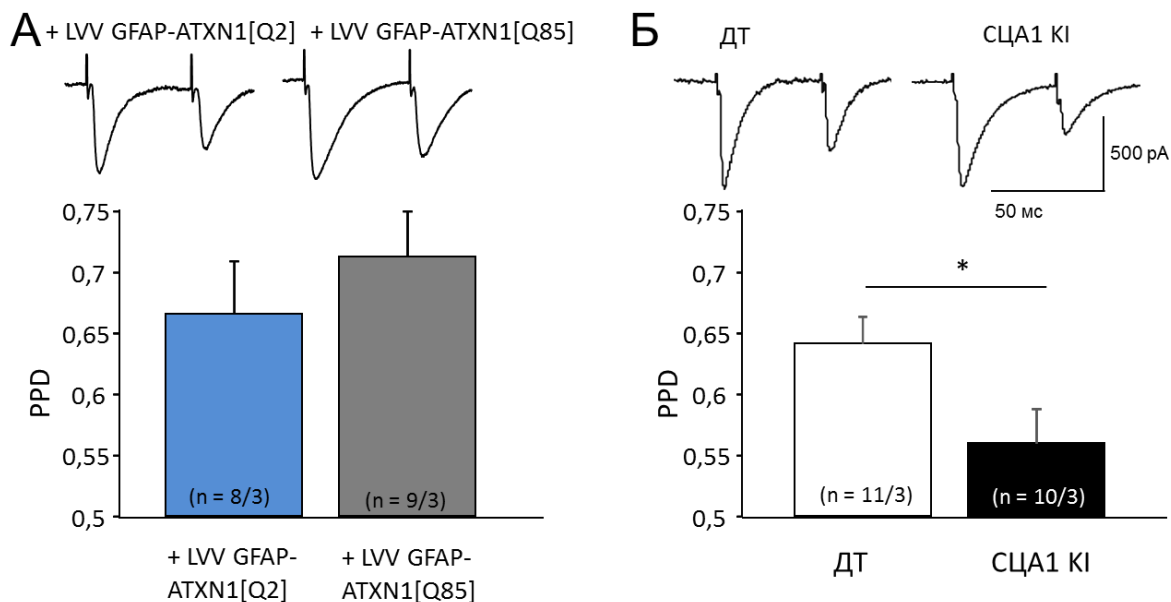 А
+ LVV GFAP-ATXN1[Q2]
+ LVV GFAP-ATXN1[Q85]
0,75
0,7
0,65
0,6
0,55
0,5
PPD
(n = 8/3)
(n = 9/3)
+ LVV GFAP-
ATXN1[Q2]
+ LVV GFAP-
ATXN1[Q85]
Б
ДТ
СЦА1 KI
500 pA
50 мс
0,75
0,7
0,65
0,6
0,55
0,5
PPD
*
(n = 11/3)
(n = 10/3)
ДТ
СЦА1 KI